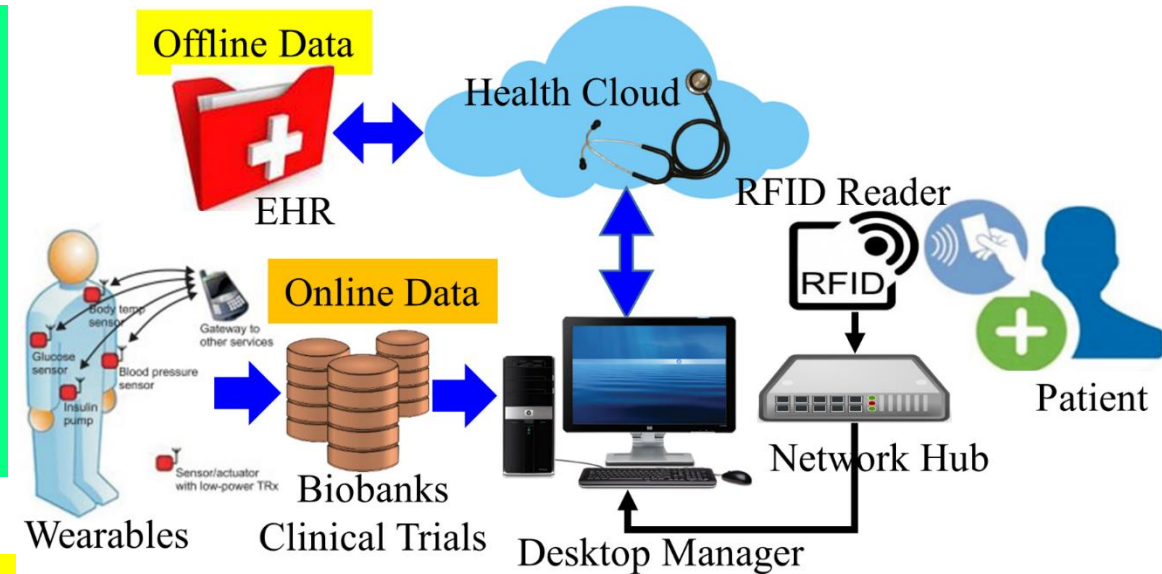 Offline Data
EHR
Health Cloud
RFID Reader
RFID
Patient
Network Hub
Online Data
Body temp
sensor
Gateway to
other services
Glucose
sensor
Blood pressure
sensor
Insulin
pump
Sensor/actuator
with low-power TRx
Wearables
Biobanks
Clinical Trials
Desktop Manager